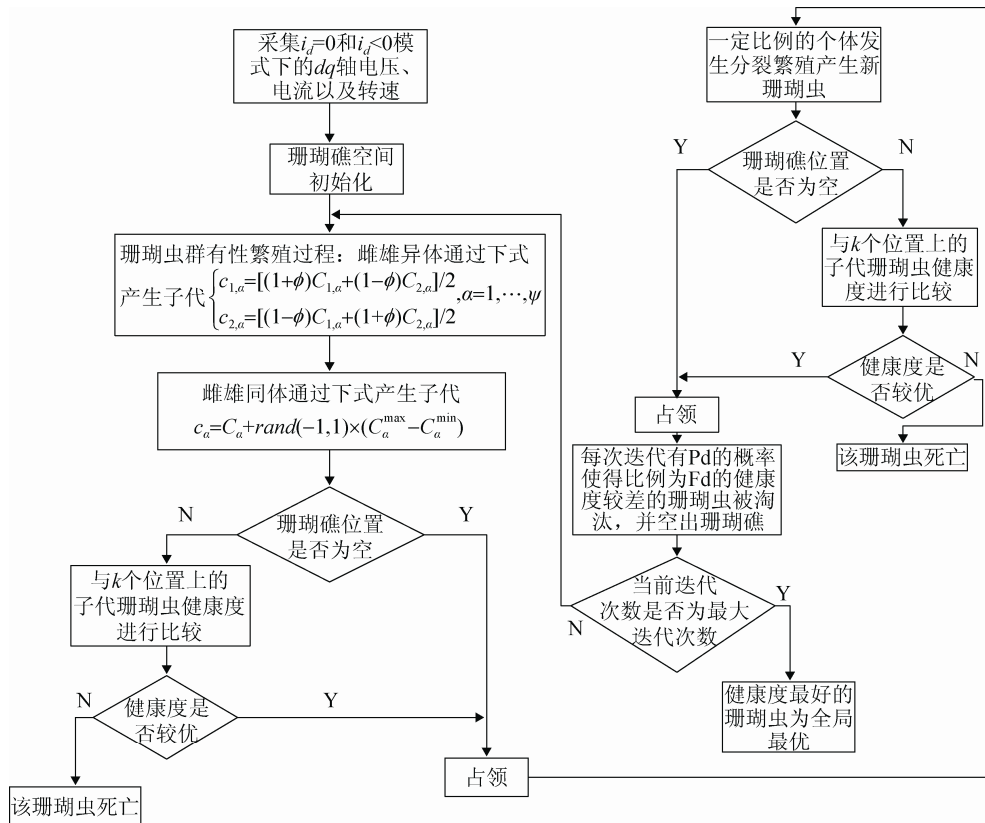 采集i_d=0和i_d<0模
式下的dq轴电压、
电流以及转速
珊瑚礁空间
初始化
珊瑚虫群有性繁殖过程：雌雄异体通过下式
产生子代{c_{1,α}=[(1+ϕ)C_{1,α}+(1-ϕ)C_{2,α}]/2
c_{2,α}=[(1-ϕ)C_{1,α}+(1+ϕ)C_{2,α}]/2
,α=1,⋯,ψ
雌雄同体通过下式产生子代
c_α=C_α+rand(−1,1)×(C_α^max−C_α^min)
珊瑚礁位置
是否为空
N
Y
与k个位置上的
子代珊瑚虫健康度
进行比较
健康度是
否较优
N
Y
该珊瑚虫死亡
占领
一定比例的个体发
生分裂繁殖产生新
珊瑚虫
珊瑚礁位置
是否为空
Y
N
与k个位置上的
子代珊瑚虫健康
度进行比较
健康度是
否较优
Y
N
该珊瑚虫死亡
占领
每次迭代有Pd的概率
使得比例为Fd的健康
度较差的珊瑚虫被淘
汰，并空出珊瑚礁
当前迭代
次数是否为最大
迭代次数
N
Y
健康度最好的
珊瑚虫为全局
最优